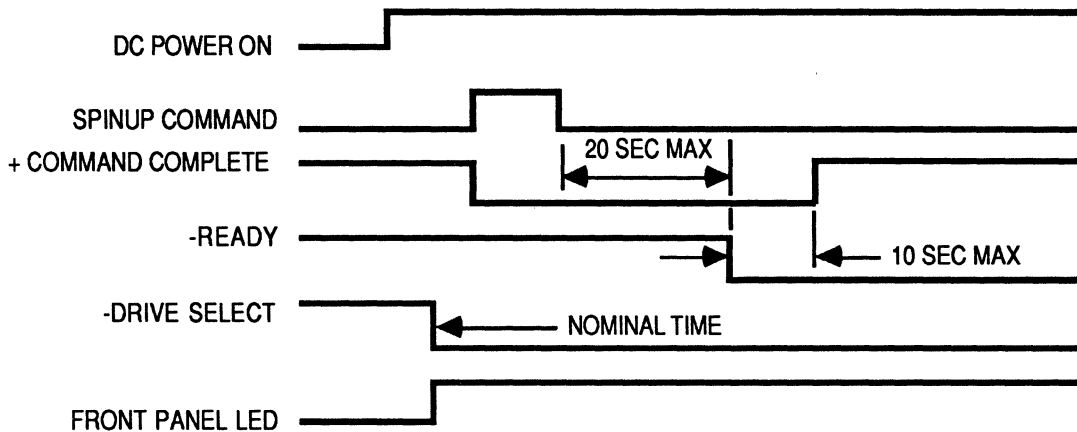 DC POWER ON
SPINUP COMMAND
+ COMMAND COMPLETE
20 SEC MAX
-READY
10 SEC MAX
-DRIVE SELECT
NOMINAL TIME
FRONT PANEL LED